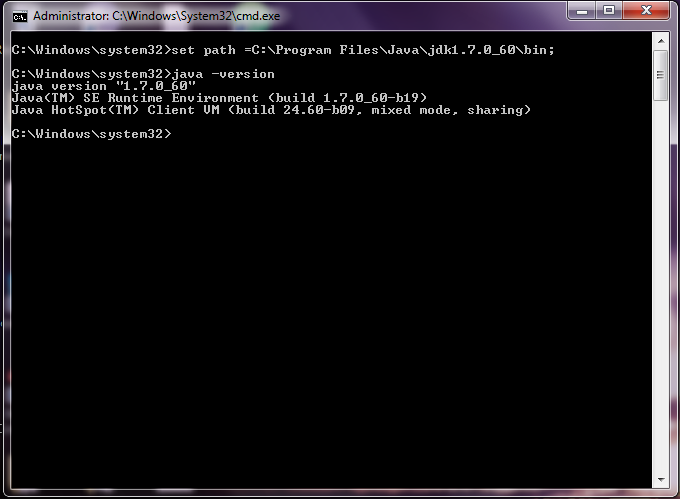 Administrator: C:\Windows\System32\cmd.exe
C:\Windows\system32>set path =C:\Program Files\Java\jdk1.7.0_60\bin;
C:\Windows\system32>java -version
java version "1.7.0_60"
Java(TM) SE Runtime Environment (build 1.7.0_60-b19)
Java HotSpot(TM) Client VM (build 24.60-b09, mixed mode, sharing)
C:\Windows\system32>